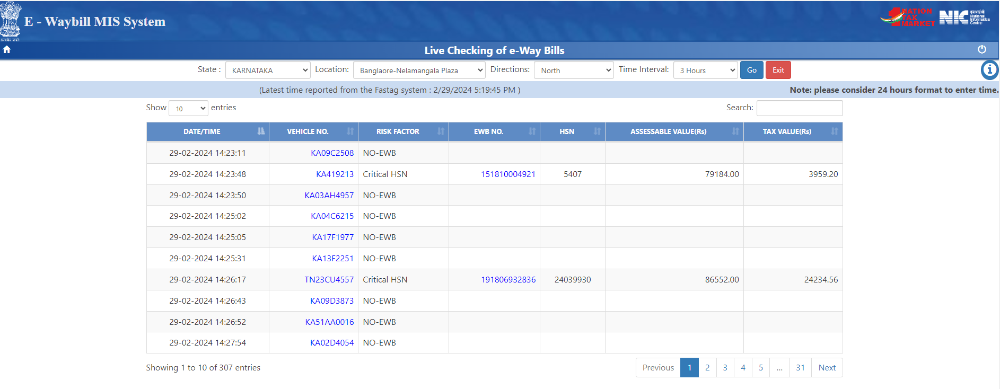 सत्यमेव जयते
E - Waybill MIS System
NATION TAX MARKET
NIC
एन आई सी
National
Informatics
Centre
Live Checking of e-Way Bills
State : KARNATAKA Location: Banglaore-Nelamangala Plaza Directions: North Time Interval: 3 Hours Go Exit
(Latest time reported from the Fastag system : 2/29/2024 5:19:45 PM ) Note: please consider 24 hours format to enter time.
Show 10 entries Search:
DATE/TIME VEHICLE NO. RISK FACTOR EWB NO. HSN ASSESSABLE VALUE(Rs) TAX VALUE(Rs)
29-02-2024 14:23:11 KA09C2508 NO-EWB
29-02-2024 14:23:48 KA419213 Critical HSN 151810004921 5407 79184.00 3959.20
29-02-2024 14:23:50 KA03AH4957 NO-EWB
29-02-2024 14:25:02 KA04C6215 NO-EWB
29-02-2024 14:25:05 KA17F1977 NO-EWB
29-02-2024 14:25:31 KA13F2251 NO-EWB
29-02-2024 14:26:17 TN23CU4557 Critical HSN 191806932836 24039930 86552.00 24234.56
29-02-2024 14:26:43 KA09D3873 NO-EWB
29-02-2024 14:26:52 KA51AA0016 NO-EWB
29-02-2024 14:27:54 KA02D4054 NO-EWB
Showing 1 to 10 of 307 entries Previous 1 2 3 4 5 ... 31 Next